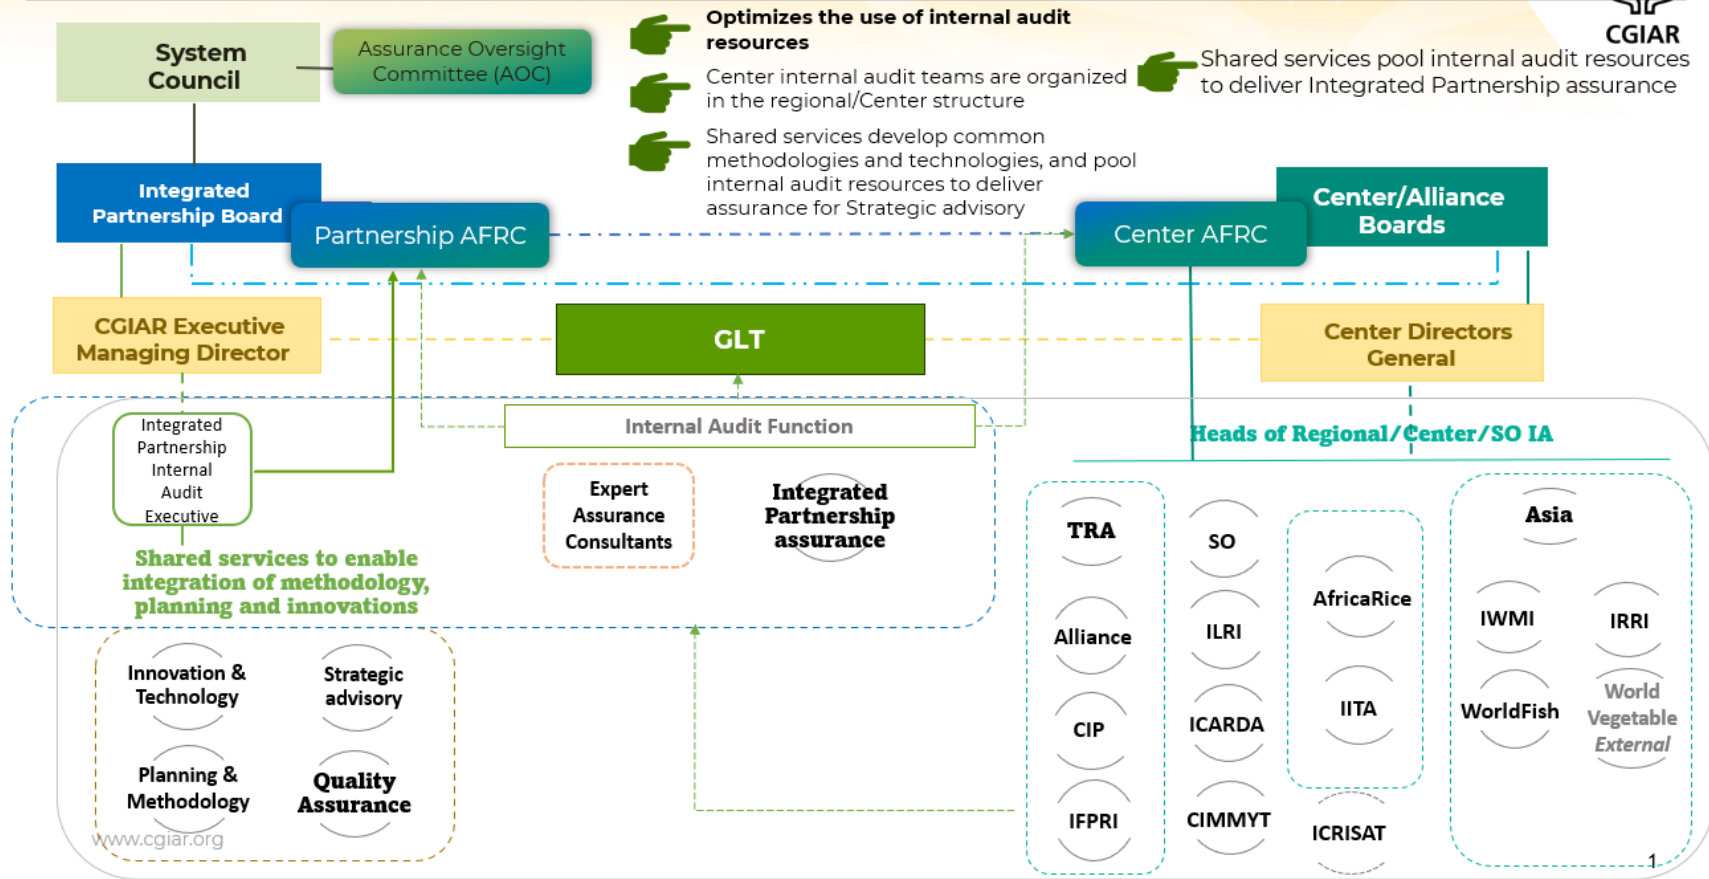 System
Council
Assurance Oversight
Committee (AOC)
Optimizes the use of internal audit
resources
Center internal audit teams are organized
in the regional/Center structure
Shared services develop common
methodologies and technologies, and pool
internal audit resources to deliver
assurance for Strategic advisory
CGIAR
Shared services pool internal audit resources
to deliver Integrated Partnership assurance
Integrated
Partnership Board
Partnership AFRC
Center AFRC
Center/Alliance
Boards
CGIAR Executive
Managing Director
GLT
Center Directors
General
Integrated
Partnership
Internal
Audit
Executive
Internal Audit Function
Heads of Regional/Center/SO IA
Shared services to enable
integration of methodology,
planning and innovations
Expert
Assurance
Consultants
Integrated
Partnership
assurance
Innovation &
Technology
Strategic
advisory
Planning &
Methodology
Quality
Assurance
TRA
Alliance
CIP
IFPRI
SO
ILRI
ICARDA
CIMMYT
AfricaRice
IITA
ICRISAT
Asia
IWMI
IRRI
WorldFish
World
Vegetable
External
www.cgiar.org
1